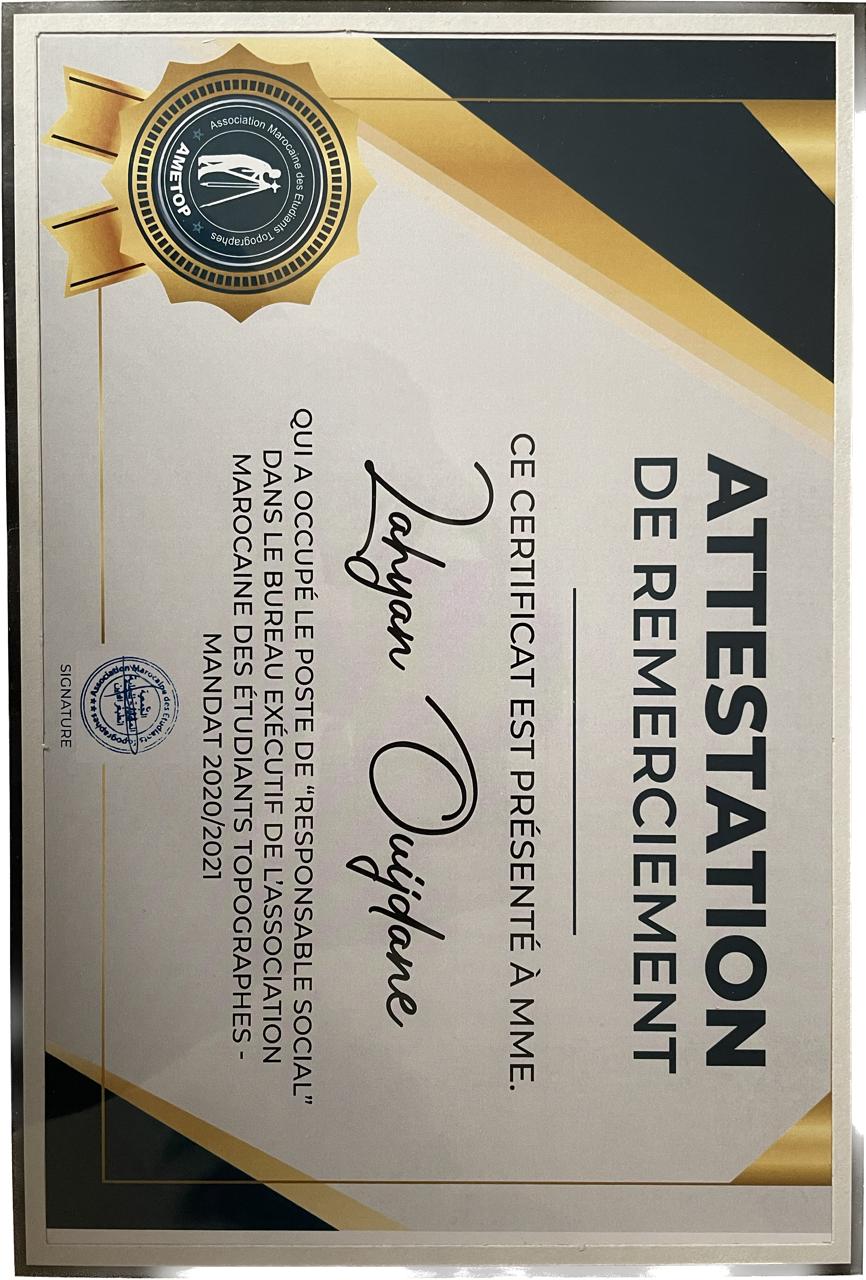 ATTESTATION
DE REMERCIEMENT
CE CERTIFICAT EST PRÉSENTÉ À MME.
Lahyan Ouijdane
QUI A OCCUPÉ LE POSTE DE “RESPONSABLE SOCIAL”
DANS LE BUREAU EXÉCUTIF DE L’ASSOCIATION
MAROCAINE DES ÉTUDIANTS TOPOGRAPHES -
MANDAT 2020/2021
Association Marocaine des Etudiants Topographes
AMETOP
Association Marocaine des Etudiants Topographes
الجمعية
SIGNATURE